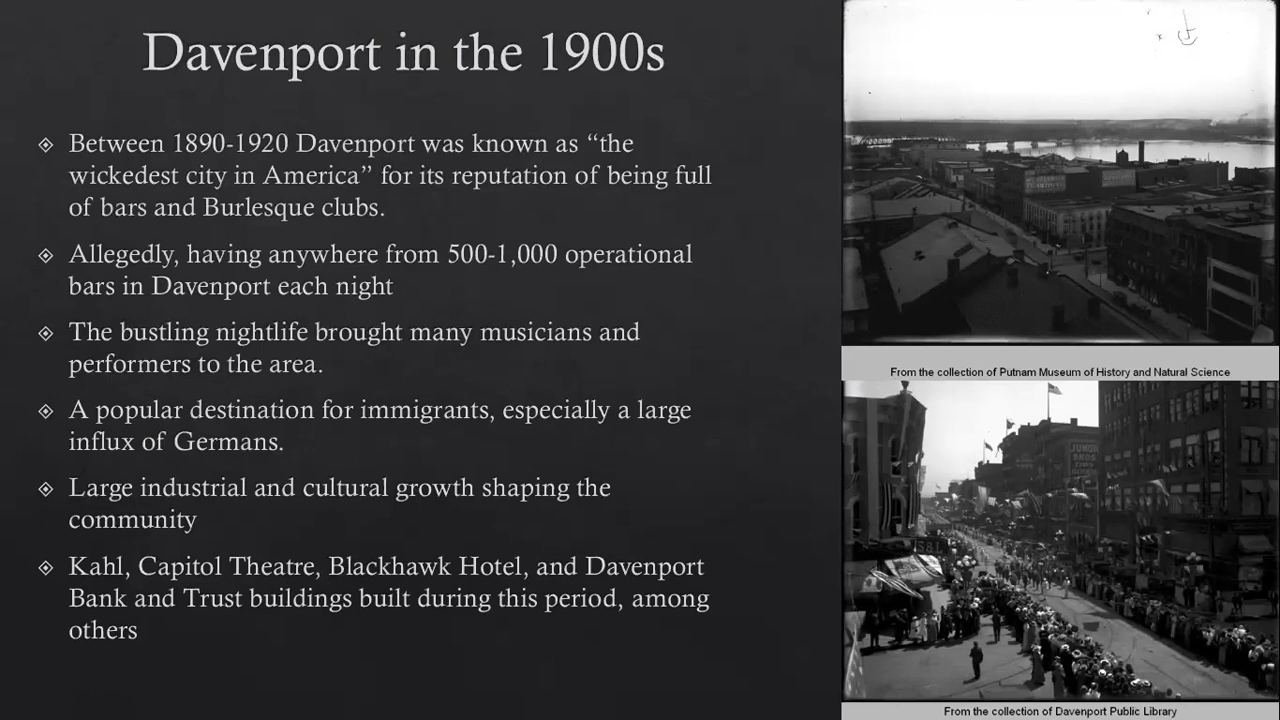 Davenport in the 1900s
Between 1890-1920 Davenport was known as “the
wickedest city in America” for its reputation of being full
of bars and Burlesque clubs.
Allegedly, having anywhere from 500-1,000 operational
bars in Davenport each night
The bustling nightlife brought many musicians and
performers to the area.
A popular destination for immigrants, especially a large
influx of Germans.
Large industrial and cultural growth shaping the
community
Kahl, Capitol Theatre, Blackhawk Hotel, and Davenport
Bank and Trust buildings built during this period, among
others
From the collection of Putnam Museum of History and Natural Science
From the collection of Davenport Public Library